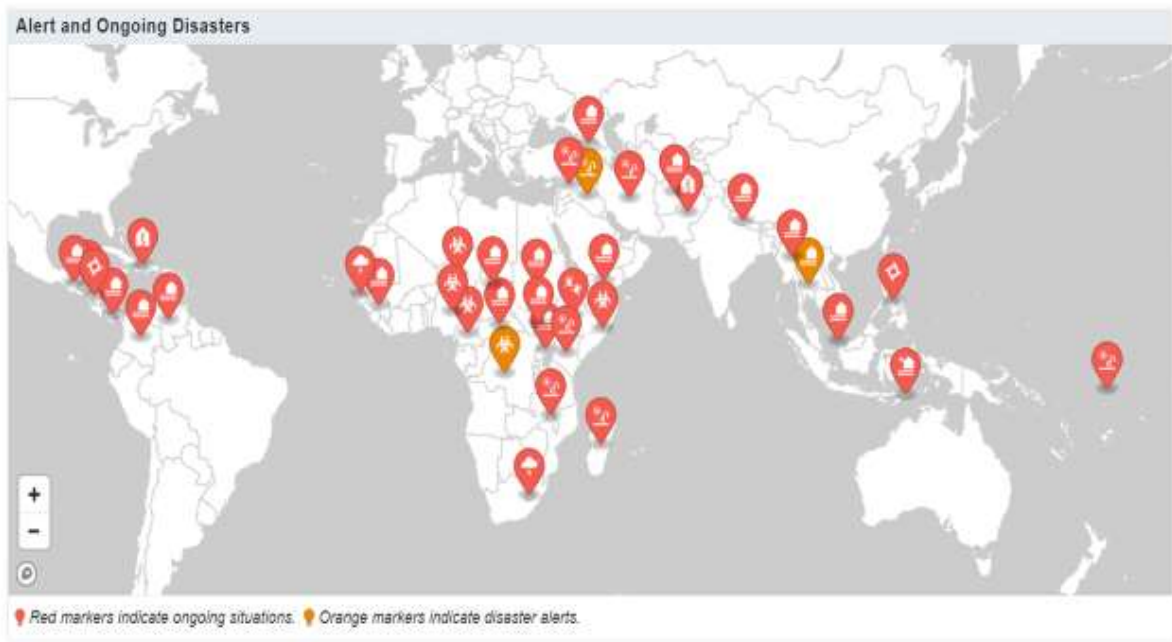 Alert and Ongoing Disasters
+
−
Red markers indicate ongoing situations. Orange markers indicate disaster alerts.